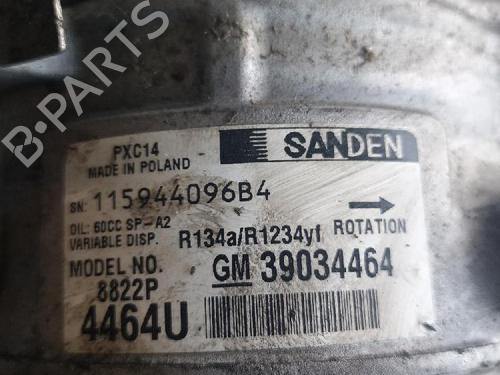 B-PARTS
PXC14
MADE IN POLAND
SANDEN
SN: 115944096B4
OIL: 60CC SP-A2
VARIABLE DISP.
R134a/R1234yf
ROTATION
MODEL NO.
8822P
GM 39034464
4464U